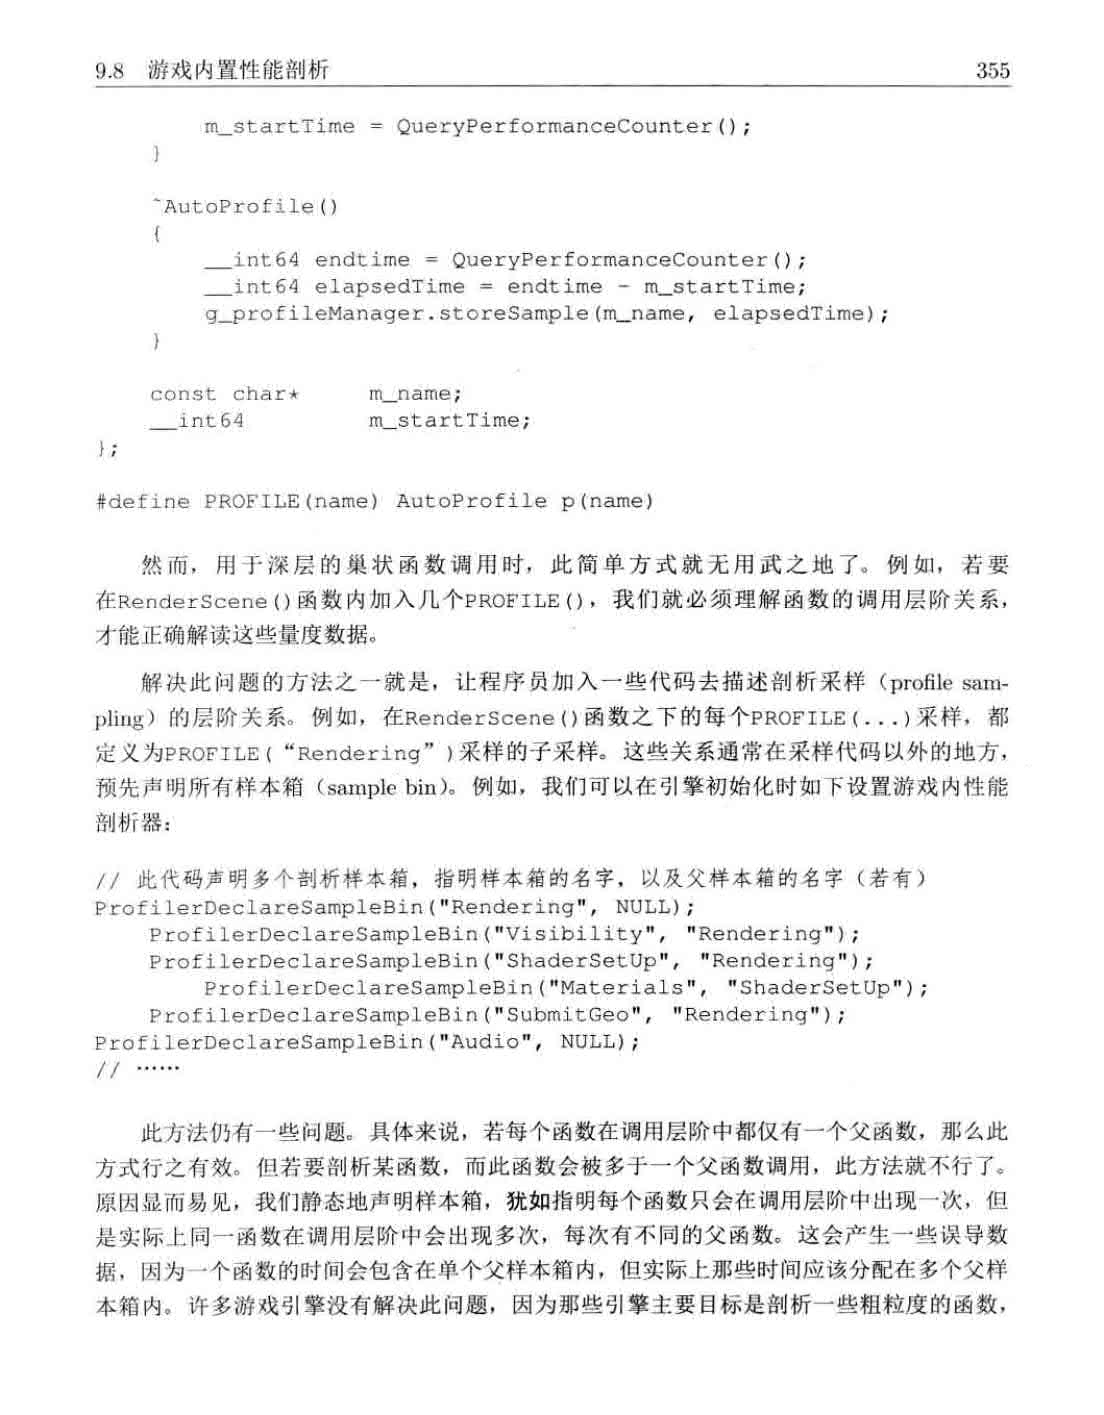 9.8 游戏内置性能剖析 355
m_startTime = QueryPerformanceCounter();
}
~AutoProfile()
{
__int64 endtime = QueryPerformanceCounter();
__int64 elapsedTime = endtime - m_startTime;
g_profileManager.storeSample(m_name, elapsedTime);
}
const char* m_name;
__int64 m_startTime;
};
#define PROFILE(name) AutoProfile p(name)
然而，用于深层的巢状函数调用时，此简单方式就无用武之地了。例如，若要
在RenderScene()函数内加入几个PROFILE()，我们就必须理解函数的调用层阶关系，
才能正确解读这些量度数据。
解决此问题的方法之一就是，让程序员加入一些代码去描述剖析采样（profile sam-
pling）的层阶关系。例如，在RenderScene()函数之下的每个PROFILE(...)采样，都
定义为PROFILE(“Rendering”)采样的子采样。这些关系通常在采样代码以外的地方，
预先声明所有样本箱（sample bin）。例如，我们可以在引擎初始化时如下设置游戏内性能
剖析器：
// 此代码声明多个剖析样本箱，指明样本箱的名字，以及父样本箱的名字（若有）
ProfilerDeclareSampleBin("Rendering", NULL);
ProfilerDeclareSampleBin("Visibility", "Rendering");
ProfilerDeclareSampleBin("ShaderSetUp", "Rendering");
ProfilerDeclareSampleBin("Materials", "ShaderSetUp");
ProfilerDeclareSampleBin("SubmitGeo", "Rendering");
ProfilerDeclareSampleBin("Audio", NULL);
// ……
此方法仍有一些问题。具体来说，若每个函数在调用层阶中都仅有一个父函数，那么此
方式行之有效。但若要剖析某函数，而此函数会被多于一个父函数调用，此方法就不行了。
原因显而易见，我们静态地声明样本箱，犹如指明每个函数只会在调用层阶中出现一次，但
是实际上同一函数在调用层阶中会出现多次，每次有不同的父函数。这会产生一些误导数
据，因为一个函数的时间会包含在单个父样本箱内，但实际上那些时间应该分配在多个父样
本箱内。许多游戏引擎没有解决此问题，因为那些引擎主要目标是剖析一些粗粒度的函数，